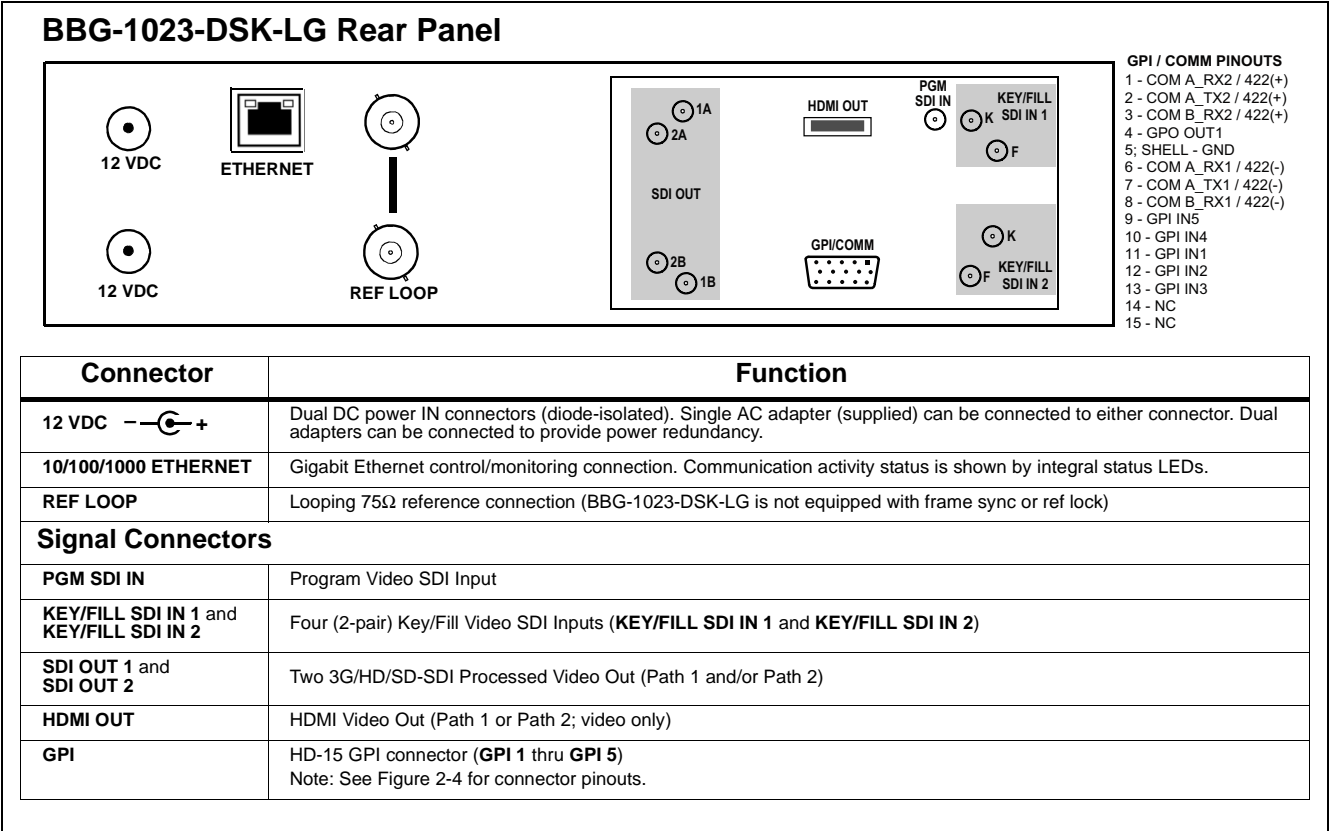 BBG-1023-DSK-LG Rear Panel
12 VDC
ETHERNET
12 VDC
REF LOOP
1A
2A
SDI OUT
2B
1B
HDMI OUT
GPI/COMM
PGM
SDI IN
KEY/FILL
SDI IN 1
K
F
K
F
KEY/FILL
SDI IN 2
GPI / COMM PINOUTS
1 - COM A_RX2 / 422(+)
2 - COM A_TX2 / 422(+)
3 - COM B_RX2 / 422(+)
4 - GPO OUT1
5; SHELL - GND
6 - COM A_RX1 / 422(-)
7 - COM A_TX1 / 422(-)
8 - COM B_RX1 / 422(-)
9 - GPI IN5
10 - GPI IN4
11 - GPI IN1
12 - GPI IN2
13 - GPI IN3
14 - NC
15 - NC
Connector
Function
12 VDC – +
Dual DC power IN connectors (diode-isolated). Single AC adapter (supplied) can be connected to either connector. Dual
adapters can be connected to provide power redundancy.
10/100/1000 ETHERNET
Gigabit Ethernet control/monitoring connection. Communication activity status is shown by integral status LEDs.
REF LOOP
Looping 75Ω reference connection (BBG-1023-DSK-LG is not equipped with frame sync or ref lock)
Signal Connectors
PGM SDI IN
Program Video SDI Input
KEY/FILL SDI IN 1 and
KEY/FILL SDI IN 2
Four (2-pair) Key/Fill Video SDI Inputs (KEY/FILL SDI IN 1 and KEY/FILL SDI IN 2)
SDI OUT 1 and
SDI OUT 2
Two 3G/HD/SD-SDI Processed Video Out (Path 1 and/or Path 2)
HDMI OUT
HDMI Video Out (Path 1 or Path 2; video only)
GPI
HD-15 GPI connector (GPI 1 thru GPI 5)
Note: See Figure 2-4 for connector pinouts.